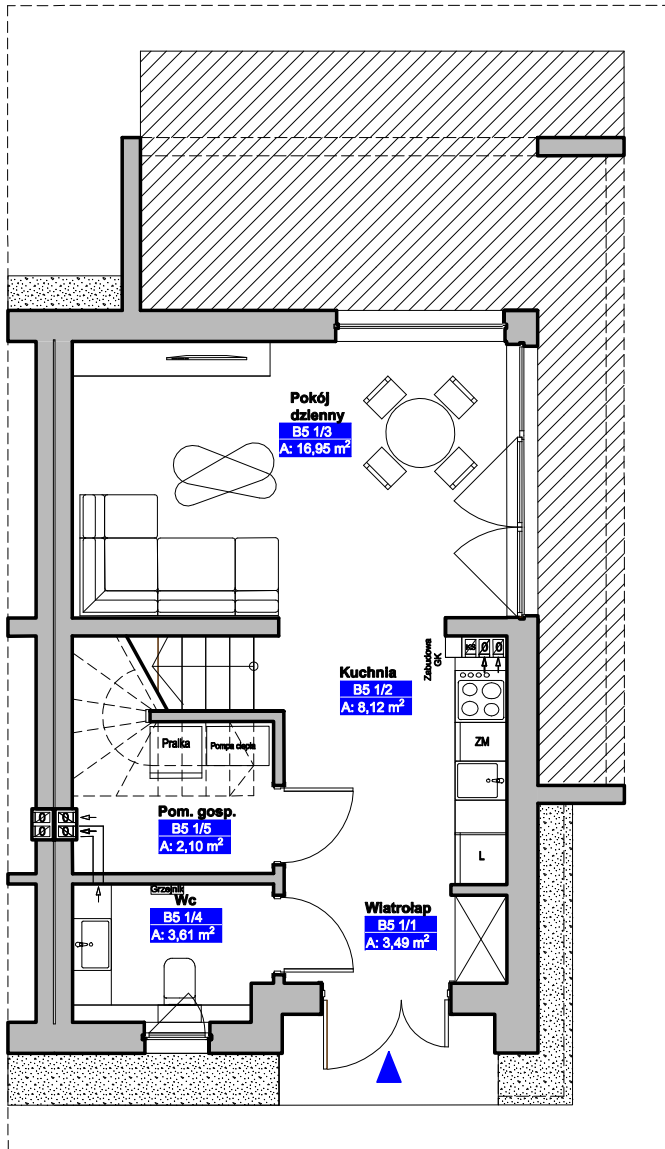 Pokój
dzienny
B5 1/3
A: 16,95 m²
Zabudowa
GK
Kuchnia
B5 1/2
A: 8,12 m²
Pralka
Pompa ciepła
ZM
Pom. gosp.
B5 1/5
A: 2,10 m²
L
Grzejnik
Wc
B5 1/4
A: 3,61 m²
Wiatrołap
B5 1/1
A: 3,49 m²